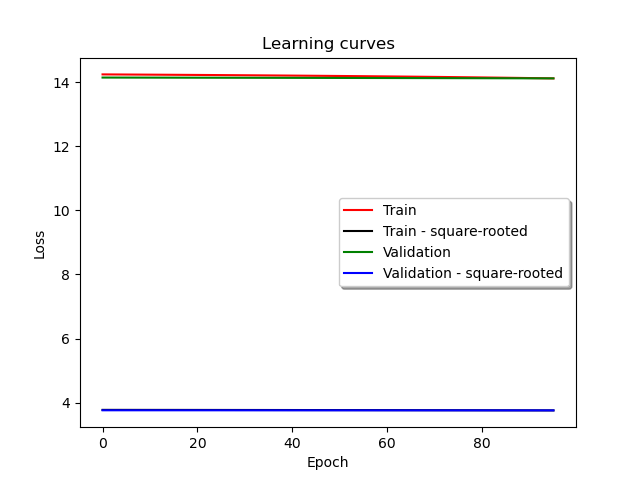 Learning curves
14
12
10
8
6
4
Loss
Train
Train - square-rooted
Validation
Validation - square-rooted
0 20 40 60 80
Epoch